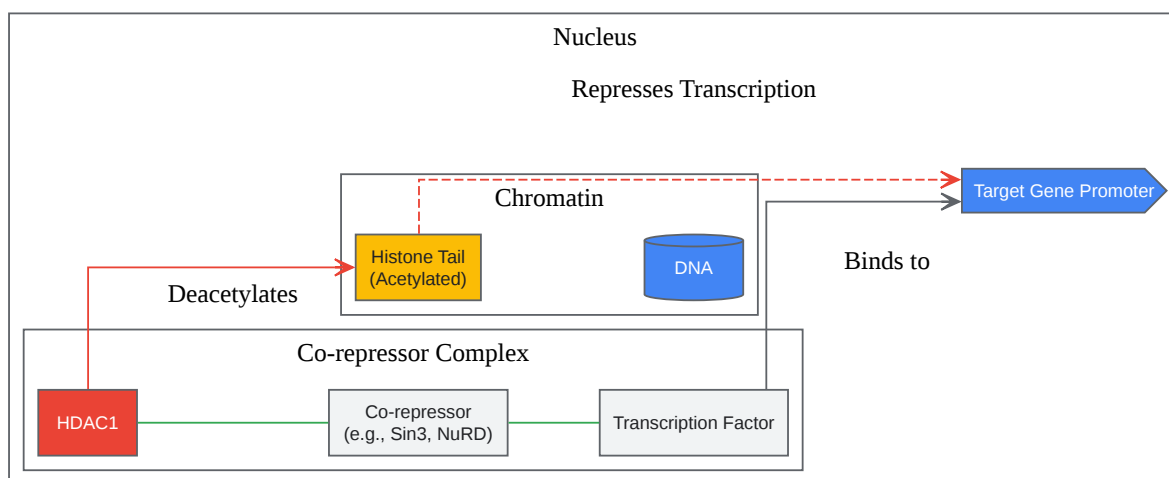 Nucleus
Represses Transcription
Chromatin
Target Gene Promoter
Histone Tail
(Acetylated)
DNA
Binds to
Deacetylates
Co-repressor Complex
HDAC1
Co-repressor
(e.g., Sin3, NuRD)
Transcription Factor